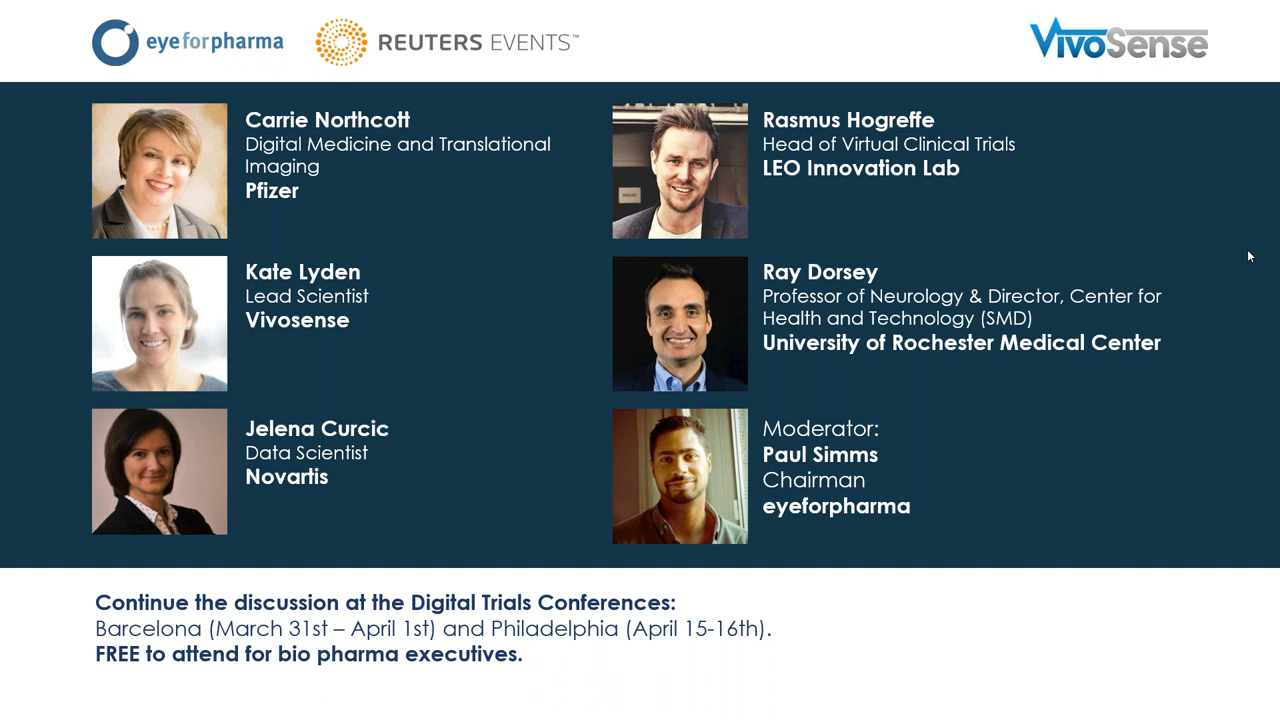 eyeforpharma
REUTERS EVENTS™
VivoSense
Carrie Northcott
Digital Medicine and Translational
Imaging
Pfizer
Rasmus Hogreffe
Head of Virtual Clinical Trials
LEO Innovation Lab
Kate Lyden
Lead Scientist
Vivosense
Ray Dorsey
Professor of Neurology & Director, Center for
Health and Technology (SMD)
University of Rochester Medical Center
Jelena Curcic
Data Scientist
Novartis
Moderator:
Paul Simms
Chairman
eyeforpharma
Continue the discussion at the Digital Trials Conferences:
Barcelona (March 31st – April 1st) and Philadelphia (April 15-16th).
FREE to attend for bio pharma executives.